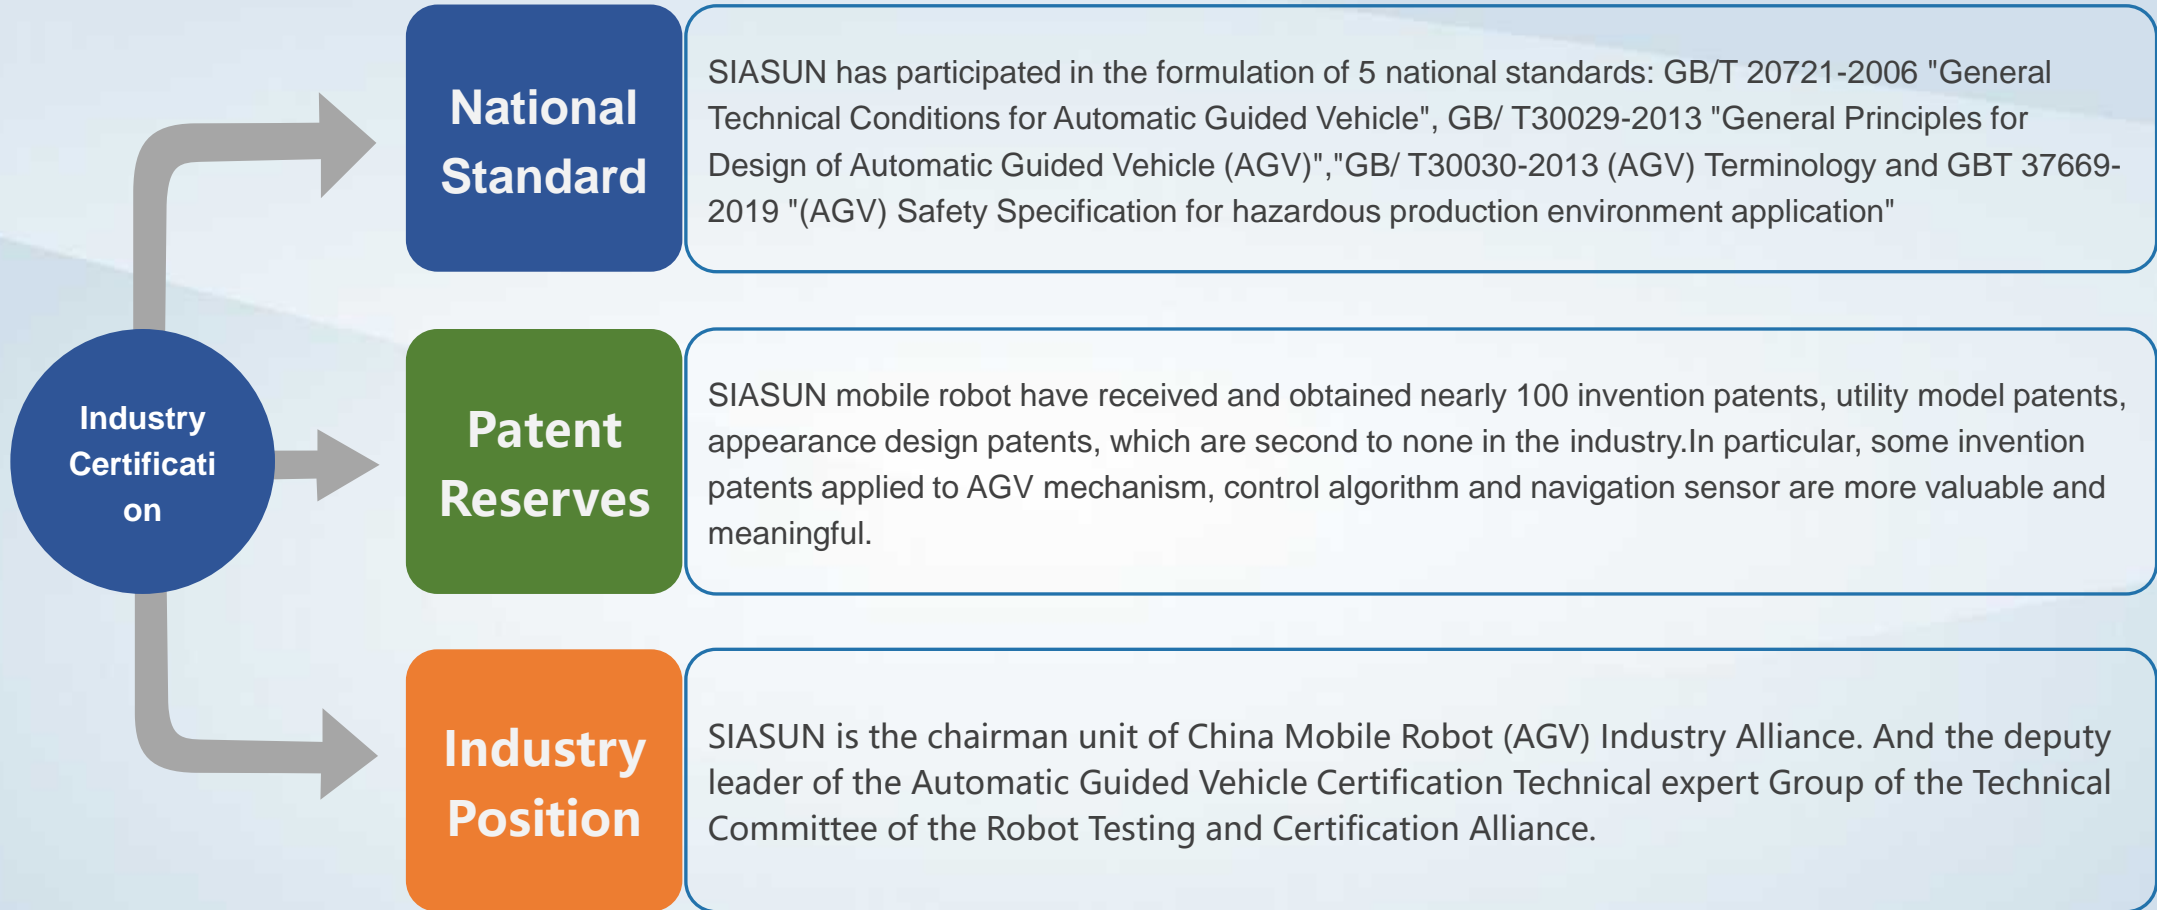 Industry
Certificati
on
National
Standard
SIASUN has participated in the formulation of 5 national standards: GB/T 20721-2006 "General
Technical Conditions for Automatic Guided Vehicle", GB/ T30029-2013 "General Principles for
Design of Automatic Guided Vehicle (AGV)","GB/ T30030-2013 (AGV) Terminology and GBT 37669-
2019 "(AGV) Safety Specification for hazardous production environment application"
Patent
Reserves
SIASUN mobile robot have received and obtained nearly 100 invention patents, utility model patents,
appearance design patents, which are second to none in the industry.In particular, some invention
patents applied to AGV mechanism, control algorithm and navigation sensor are more valuable and
meaningful.
Industry
Position
SIASUN is the chairman unit of China Mobile Robot (AGV) Industry Alliance. And the deputy
leader of the Automatic Guided Vehicle Certification Technical expert Group of the Technical
Committee of the Robot Testing and Certification Alliance.